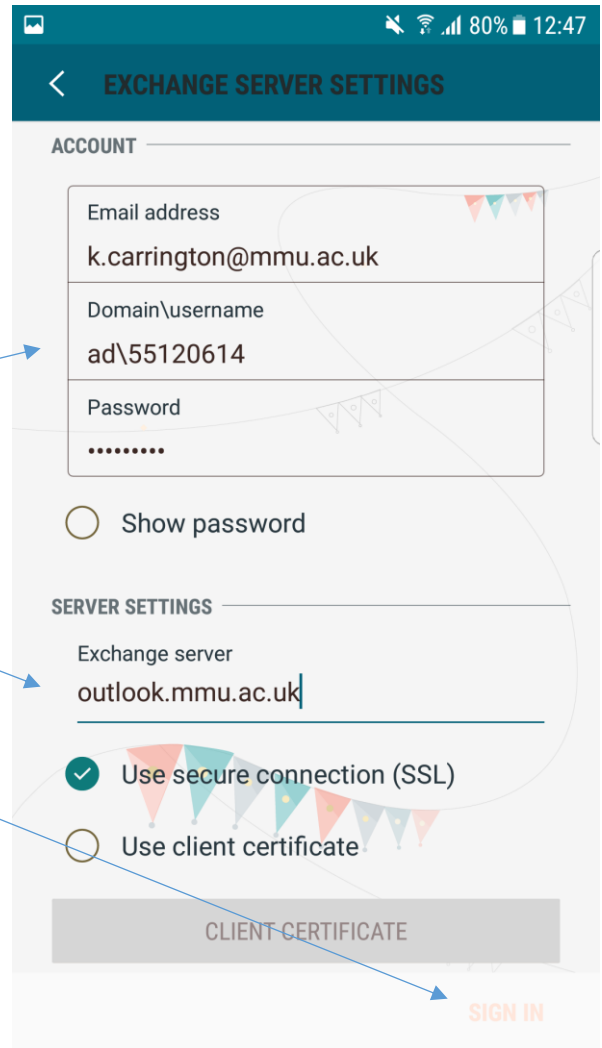 80% 12:47
EXCHANGE SERVER SETTINGS
ACCOUNT
Email address
k.carrington@mmu.ac.uk
Domain\username
ad\55120614
Password
•••••••••
Show password
SERVER SETTINGS
Exchange server
outlook.mmu.ac.uk
Use secure connection (SSL)
Use client certificate
CLIENT CERTIFICATE
SIGN IN